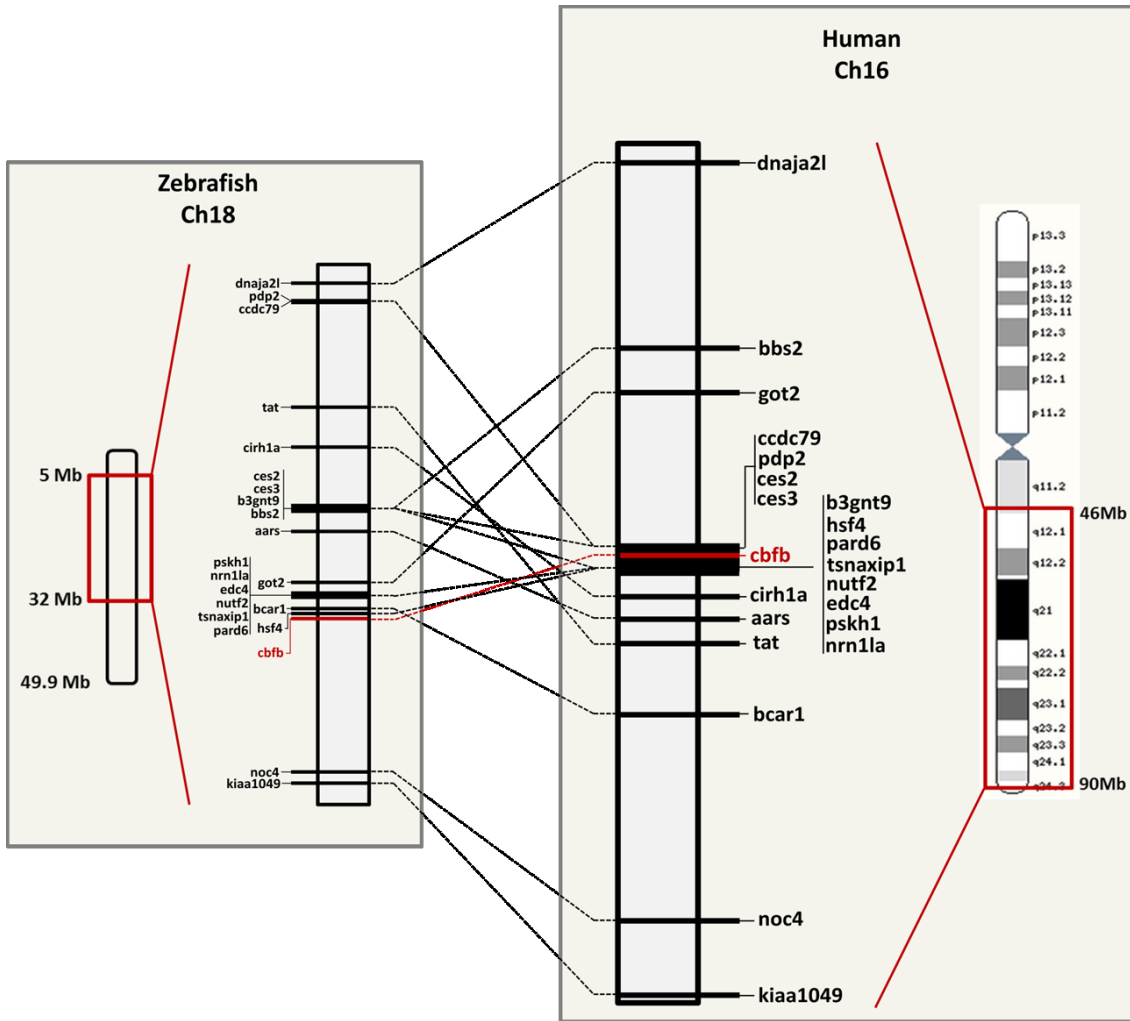 Zebrafish
Ch18
5 Mb
32 Mb
49.9 Mb
dnaja2l
pdp2
ccdc79
tat
cirh1a
ces2
ces3
b3gnt9
bbs2
aars
pskh1
nrn1la
got2
edc4
nutf2
bcar1
tsnaxip1
pard6
hsf4
cbfb
noc4
kiaa1049
Human
Ch16
dnaja2l
bbs2
got2
ccdc79
pdp2
ces2
ces3
cbfb
b3gnt9
hsf4
pard6
tsnaxip1
nutf2
edc4
pskh1
nrn1la
cirh1a
aars
tat
bcar1
noc4
kiaa1049
p13.3
p13.2
p13.13
p13.12
p13.11
p12.3
p12.2
p12.1
p11.2
q11.2
46Mb
q12.1
q12.2
q21
q22.1
q22.2
q23.1
q23.2
q23.3
q24.1
q24.3
90Mb